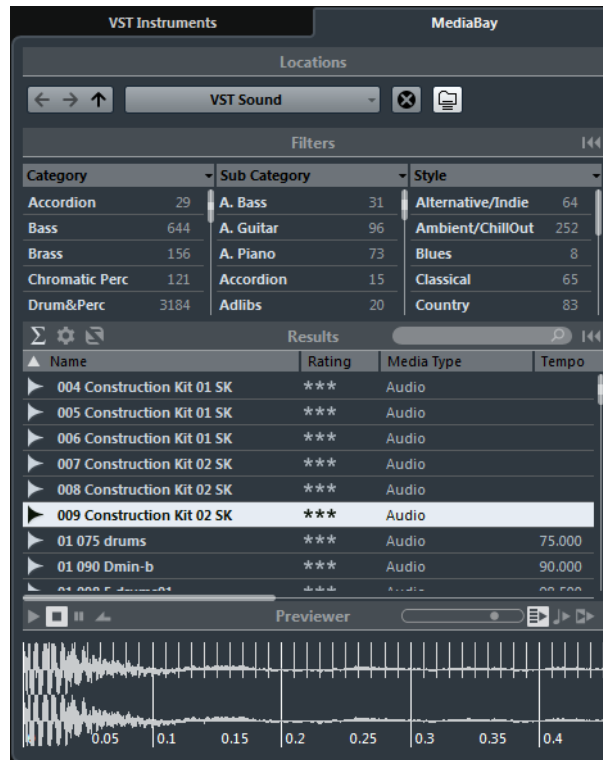 VST Instruments MediaBay
Locations
VST Sound
Filters
Category Sub Category Style
Accordion 29 A. Bass 31 Alternative/Indie 64
Bass 644 A. Guitar 96 Ambient/ChillOut 252
Brass 156 A. Piano 73 Blues 8
Chromatic Perc 121 Accordion 15 Classical 65
Drum&Perc 3184 Adlibs 20 Country 83
Σ Results
Name Rating Media Type Tempo
004 Construction Kit 01 SK *** Audio
005 Construction Kit 01 SK *** Audio
006 Construction Kit 01 SK *** Audio
007 Construction Kit 02 SK *** Audio
008 Construction Kit 02 SK *** Audio
009 Construction Kit 02 SK *** Audio
01 075 drums *** Audio 75.000
01 090 Dmin-b *** Audio 90.000
Previewer
0.05 0.1 0.15 0.2 0.25 0.3 0.35 0.4